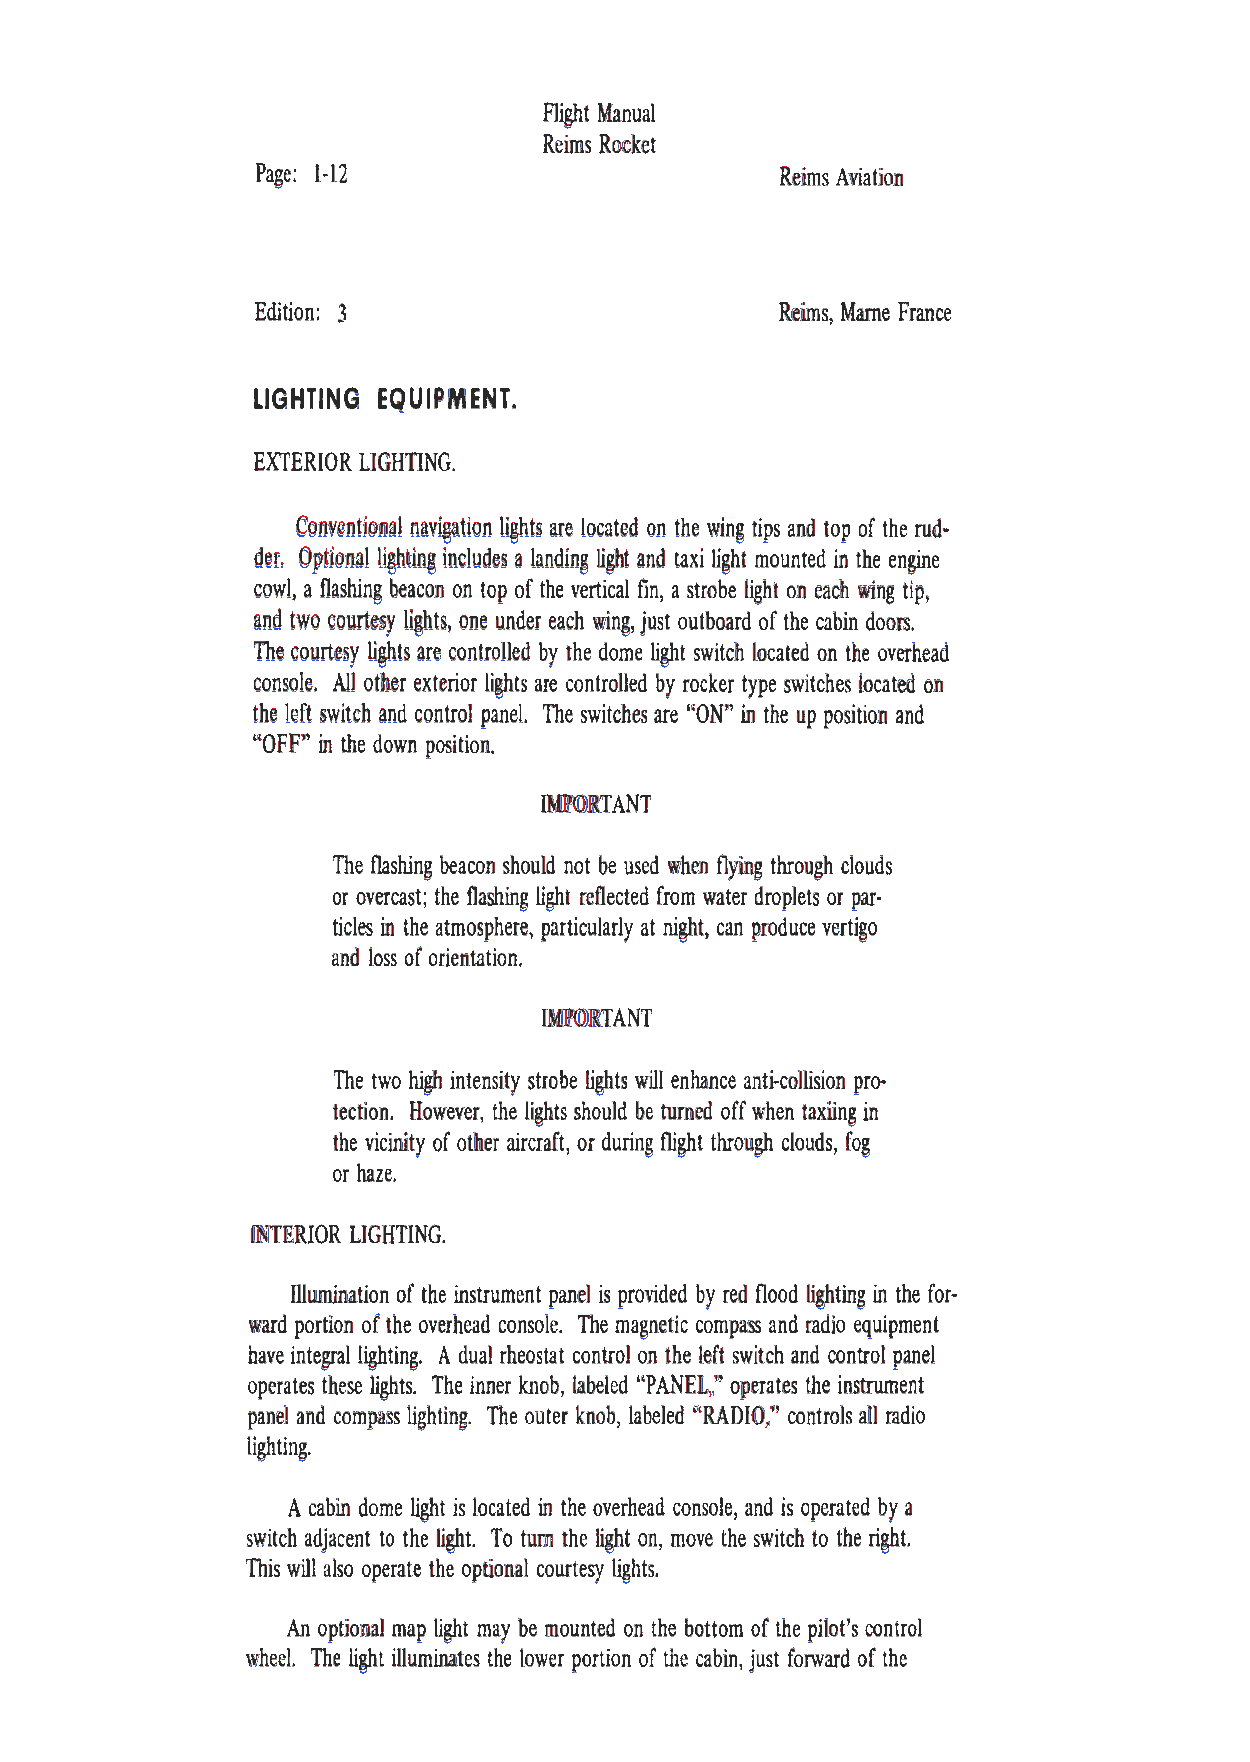 Flight Manual
Reims Rocket
Page: 1-12 Reims Aviation
Edition: 3 Reims, Marne France
LIGHTING EQUIPMENT.
EXTERIOR LIGHTING.
Conventional navigation lights are located on the wing tips and top of the rud-
der. Optional lighting includes a landing light and taxi light mounted in the engine
cowl, a flashing beacon on top of the vertical fin, a strobe light on each wing tip,
and two courtesy lights, one under each wing, just outboard of the cabin doors.
The courtesy lights are controlled by the dome light switch located on the overhead
console. All other exterior lights are controlled by rocker type switches located on
the left switch and control panel. The switches are “ON” in the up position and
“OFF” in the down position.
IMPORTANT
The flashing beacon should not be used when flying through clouds
or overcast; the flashing light reflected from water droplets or par-
ticles in the atmosphere, particularly at night, can produce vertigo
and loss of orientation.
IMPORTANT
The two high intensity strobe lights will enhance anti-collision pro-
tection. However, the lights should be turned off when taxiing in
the vicinity of other aircraft, or during flight through clouds, fog
or haze.
INTERIOR LIGHTING.
Illumination of the instrument panel is provided by red flood lighting in the for-
ward portion of the overhead console. The magnetic compass and radio equipment
have integral lighting. A dual rheostat control on the left switch and control panel
operates these lights. The inner knob, labeled “PANEL,” operates the instrument
panel and compass lighting. The outer knob, labeled “RADIO,” controls all radio
lighting.
A cabin dome light is located in the overhead console, and is operated by a
switch adjacent to the light. To turn the light on, move the switch to the right.
This will also operate the optional courtesy lights.
An optional map light may be mounted on the bottom of the pilot’s control
wheel. The light illuminates the lower portion of the cabin, just forward of the